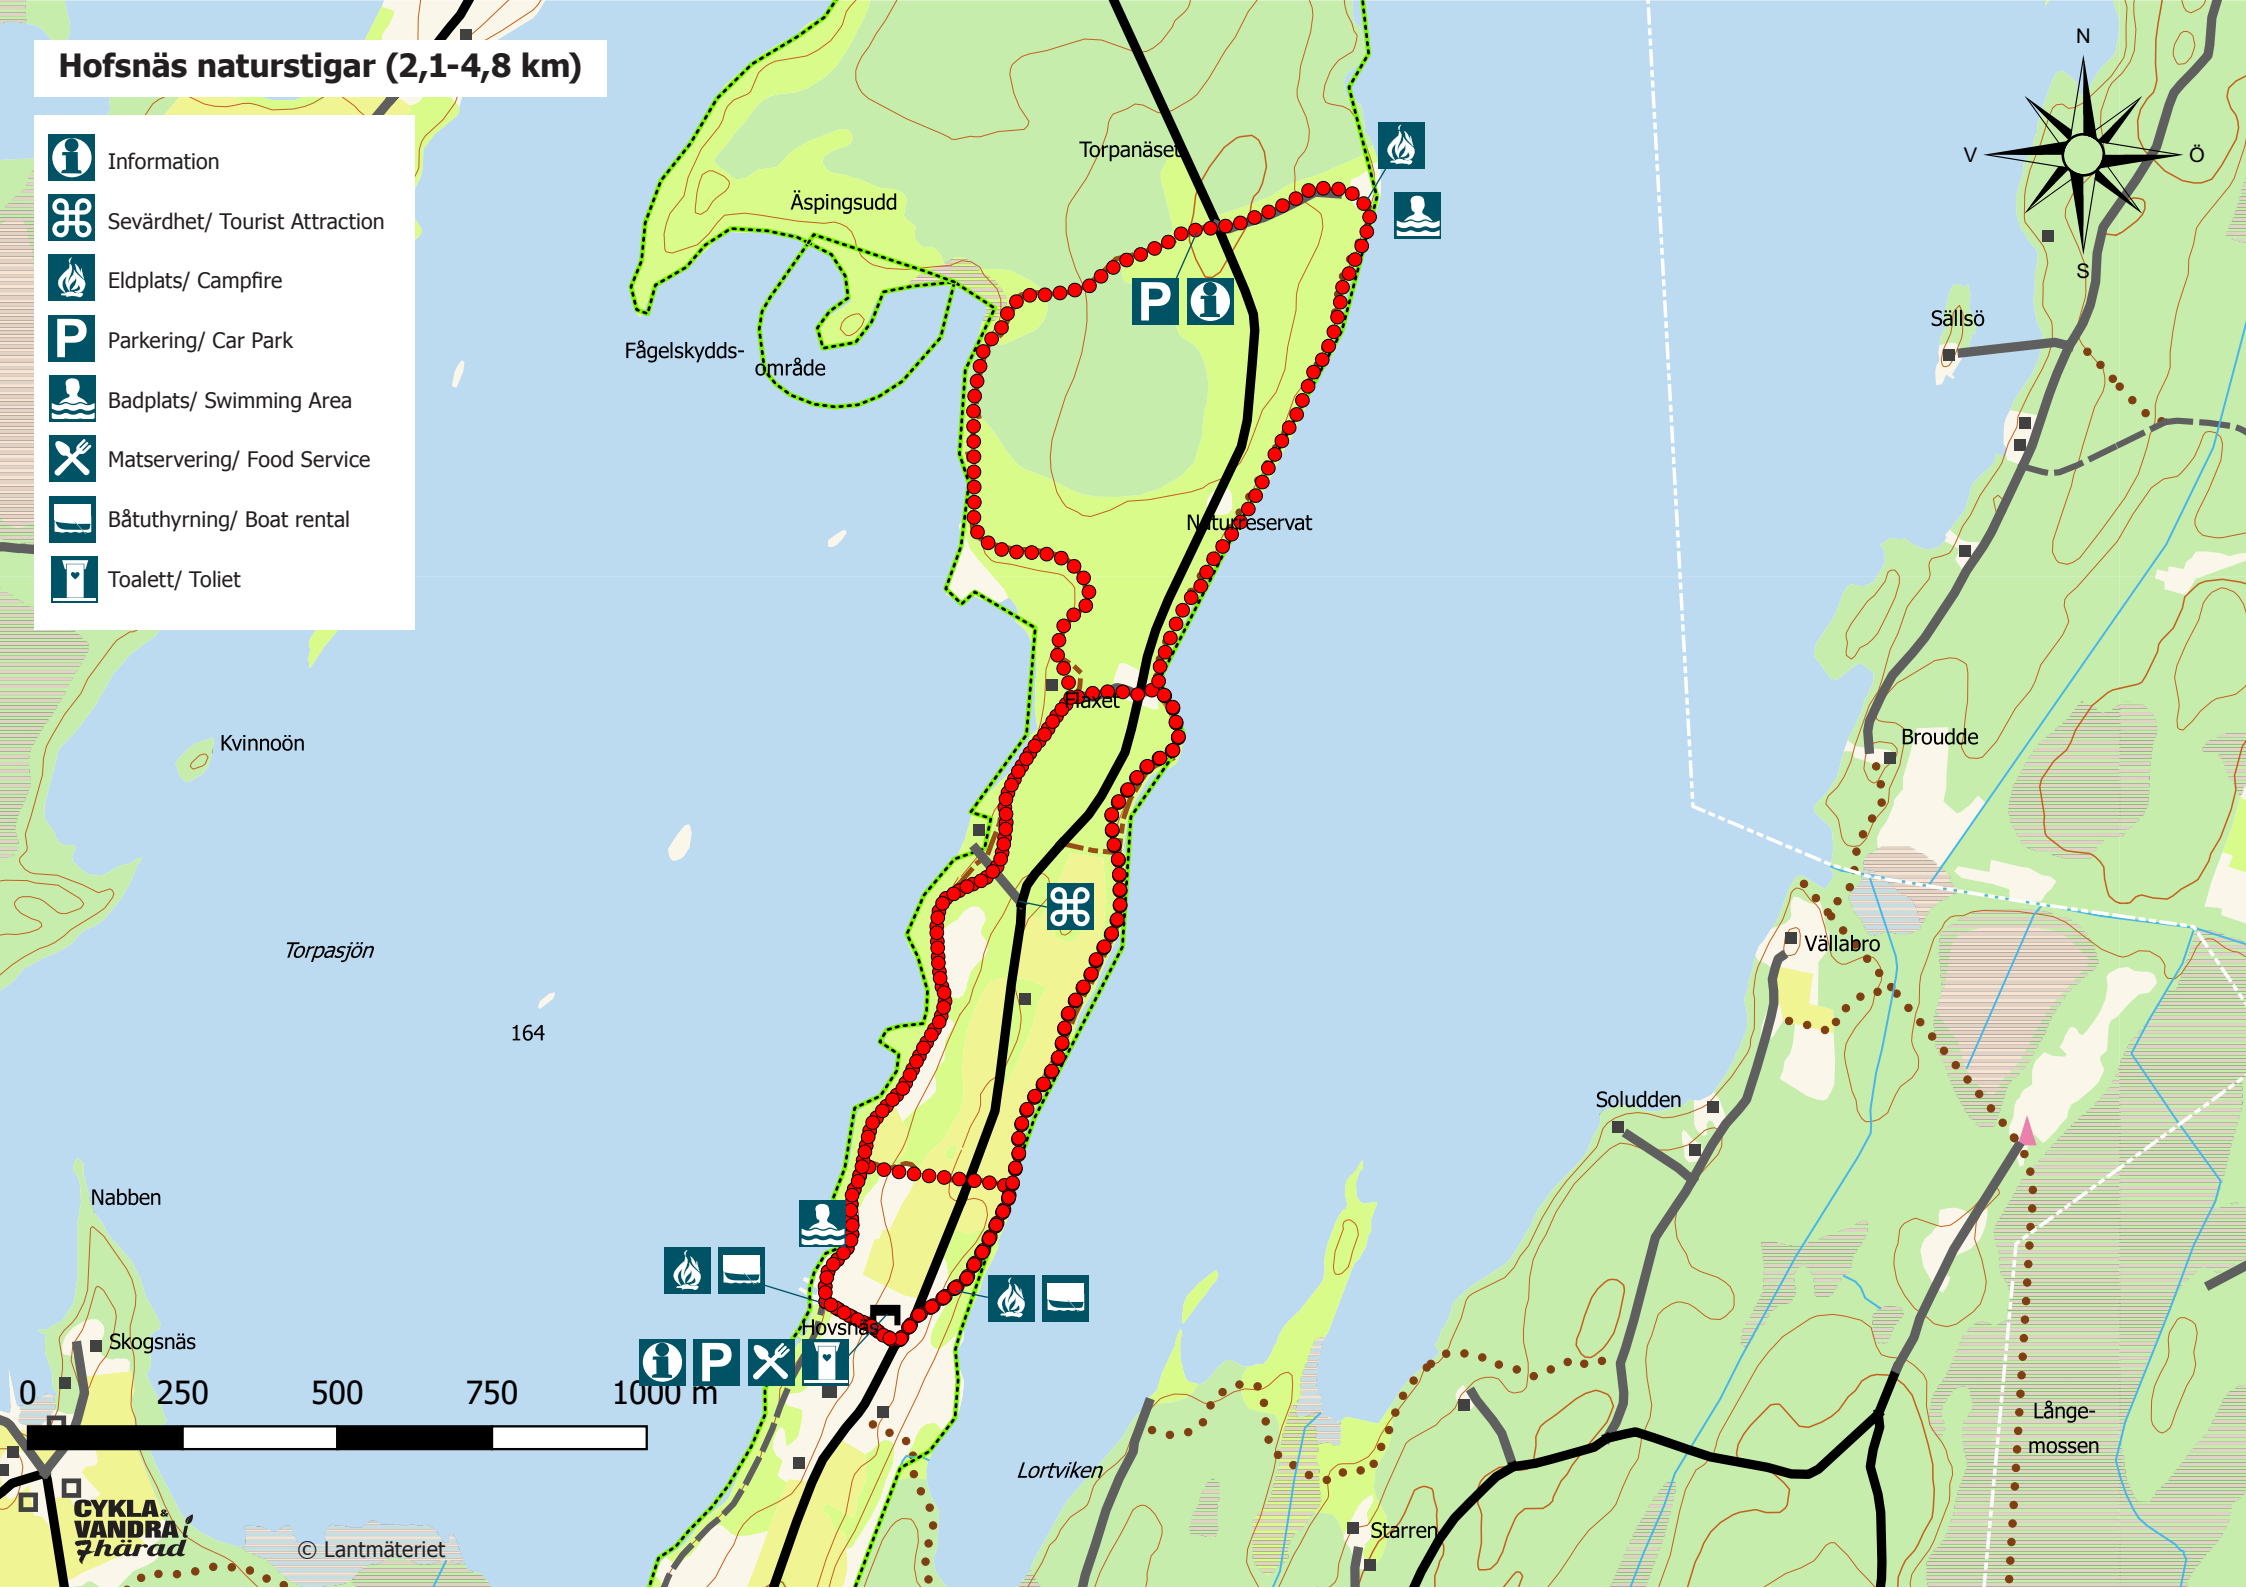 Hofsnäs naturstigar (2,1-4,8 km)
Information
Sevärdhet/ Tourist Attraction
Eldplats/ Campfire
P
Parkering/ Car Park
Badplats/ Swimming Area
Matservering/ Food Service
Båtuthyrning/ Boat rental
Toalett/ Toliet
N
V
Ö
S
Torpanäset
Äspingsudd
P
Fågelskydds-
område
Sällsö
Naturreservat
Flaxet
Kvinnoön
Broudde
Torpasjön
Vällabro
164
Soludden
Nabben
Hovsnäs
Skogsnäs
P
0 250 500 750 1000 m
Långe-
mossen
Lortviken
Starren
CYKLA &
VANDRA i
7härad
© Lantmäteriet